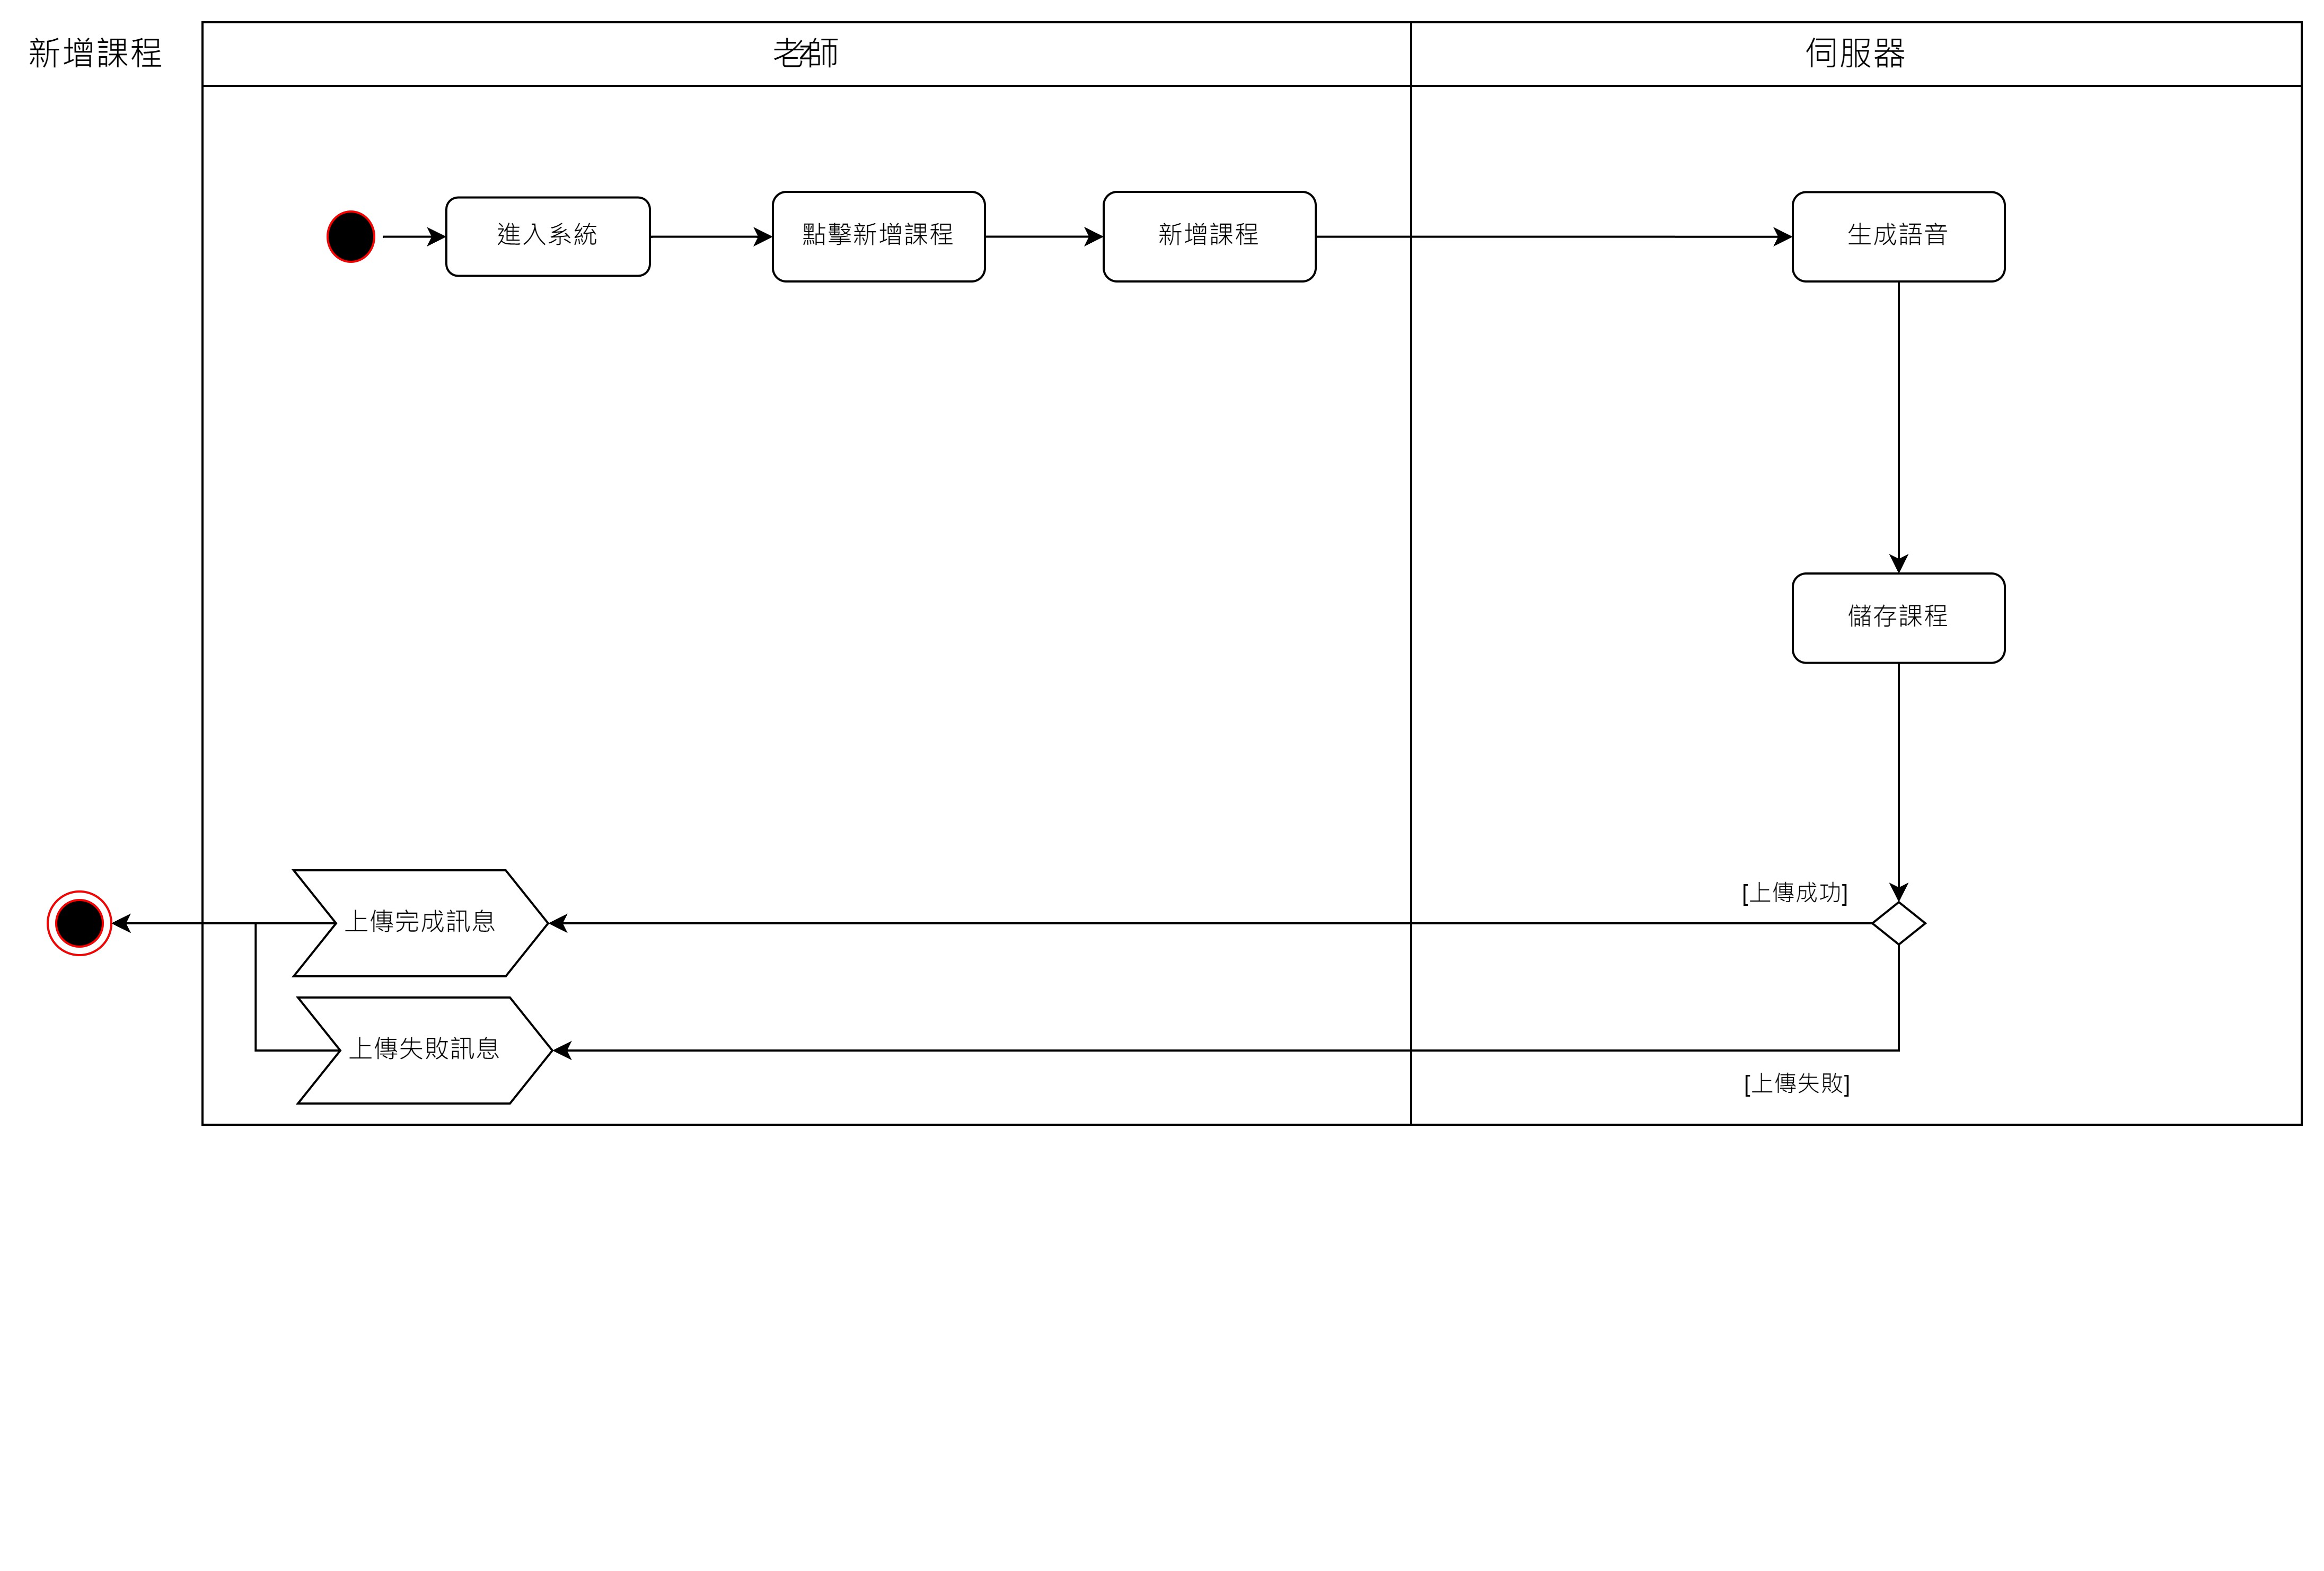 新增課程
老師
伺服器
進入系統
點擊新增課程
新增課程
生成語音
儲存課程
[上傳成功]
上傳完成訊息
上傳失敗訊息
[上傳失敗]